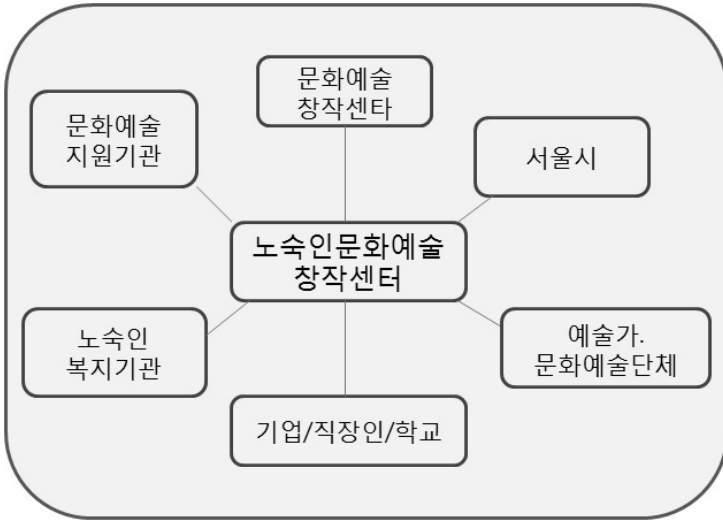 문화예술
창작센타
문화예술
지원기관
서울시
노숙인문화예술
창작센터
노숙인
복지기관
예술가.
문화예술단체
기업/직장인/학교